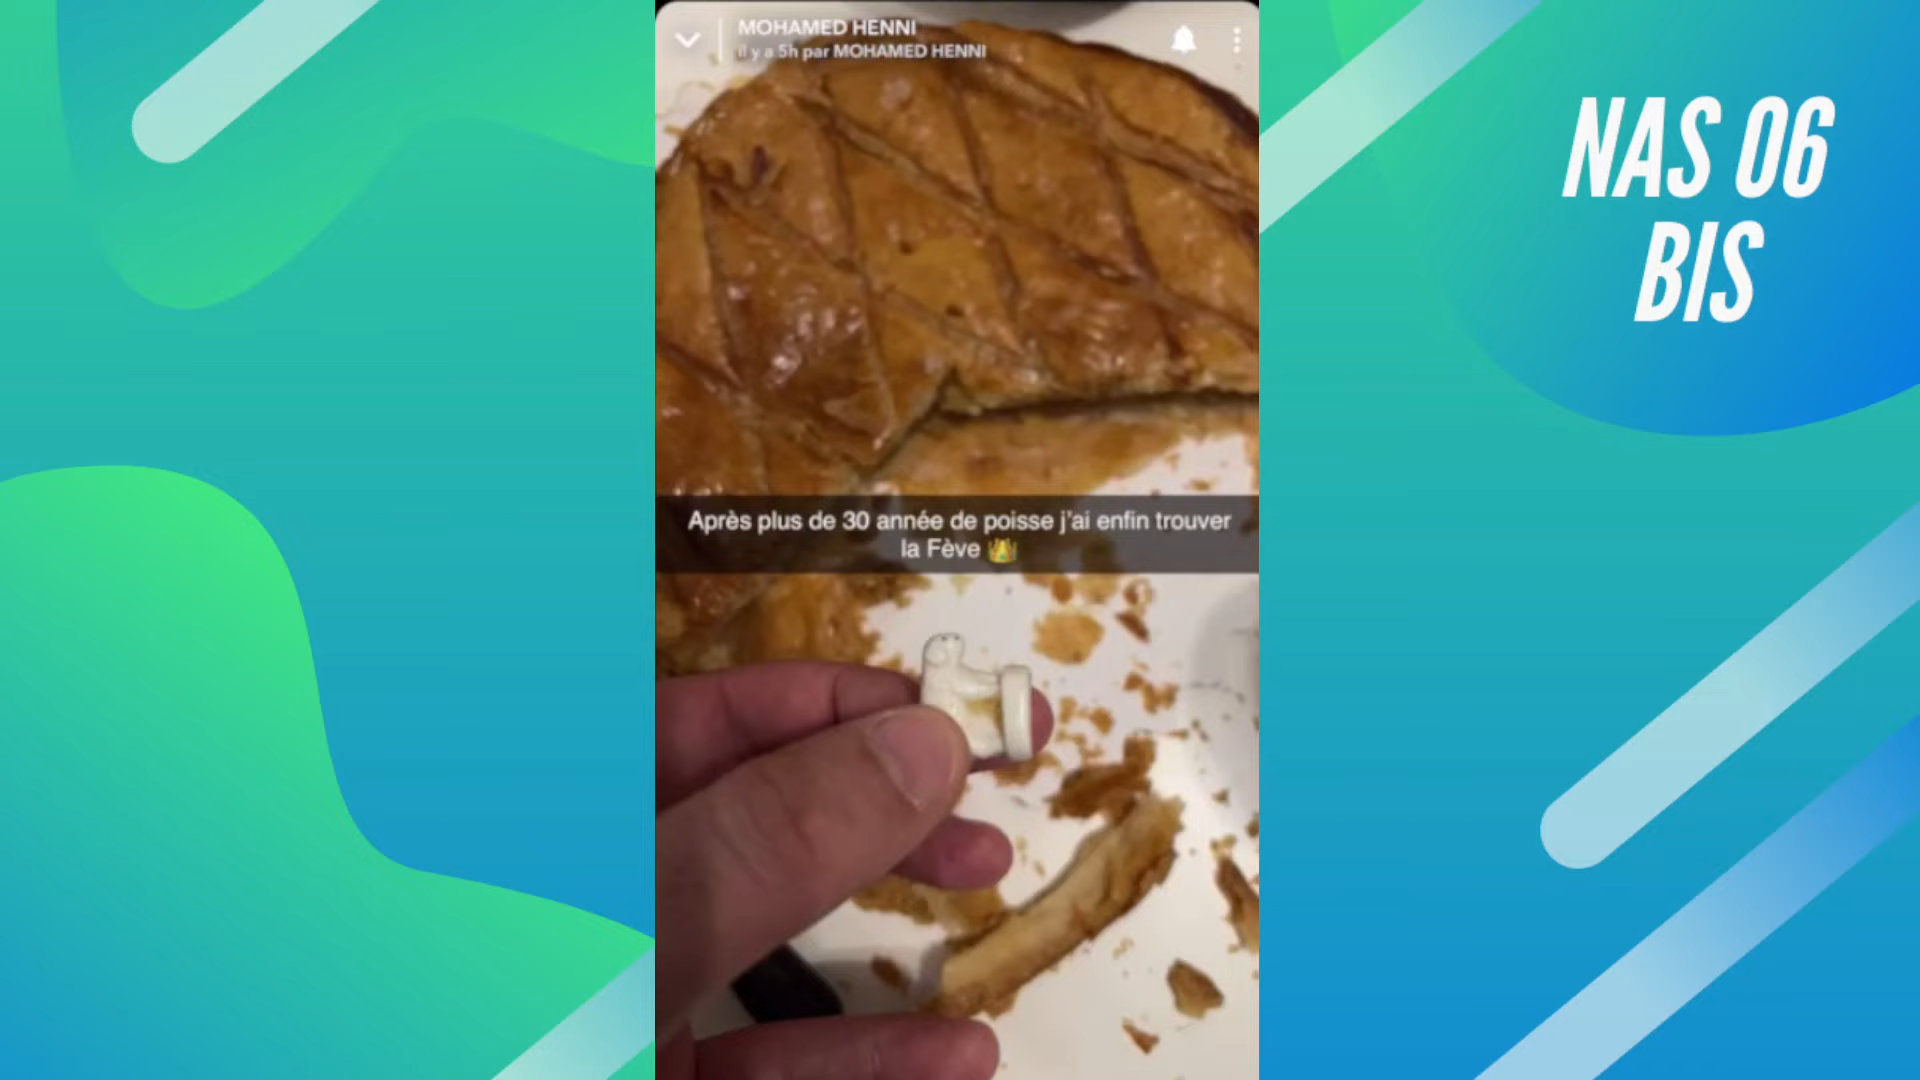 MOHAMED HENNI
il y a 5h par MOHAMED HENNI
NAS 06
BIS
Après plus de 30 année de poisse j'ai enfin trouver
la Fève 👑